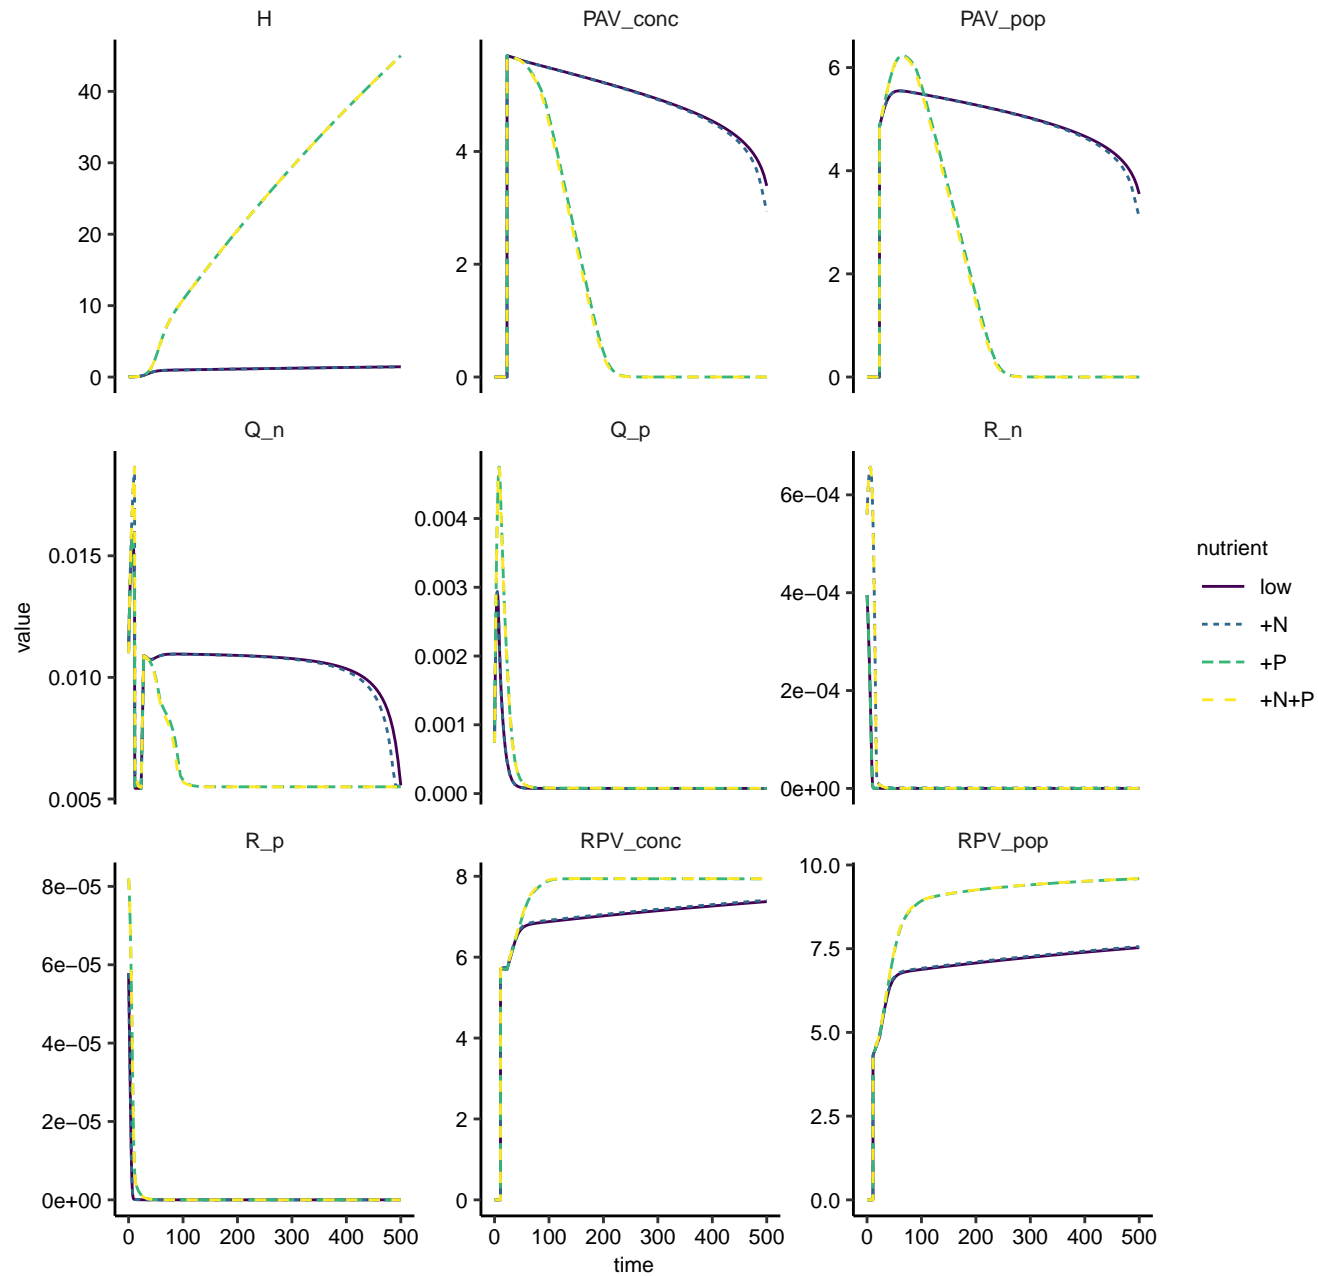 H
PAV_conc
PAV_pop
40
30
20
10
0
4
2
0
6
4
2
0
Q_n
Q_p
R_n
0.015
0.010
0.005
0.004
0.003
0.002
0.001
0.000
6e−04
4e−04
2e−04
0e+00
value
nutrient
low
+N
+P
+N+P
R_p
RPV_conc
RPV_pop
8e−05
6e−05
4e−05
2e−05
0e+00
8
6
4
2
0
10.0
7.5
5.0
2.5
0.0
0 100 200 300 400 500
0 100 200 300 400 500
0 100 200 300 400 500
time